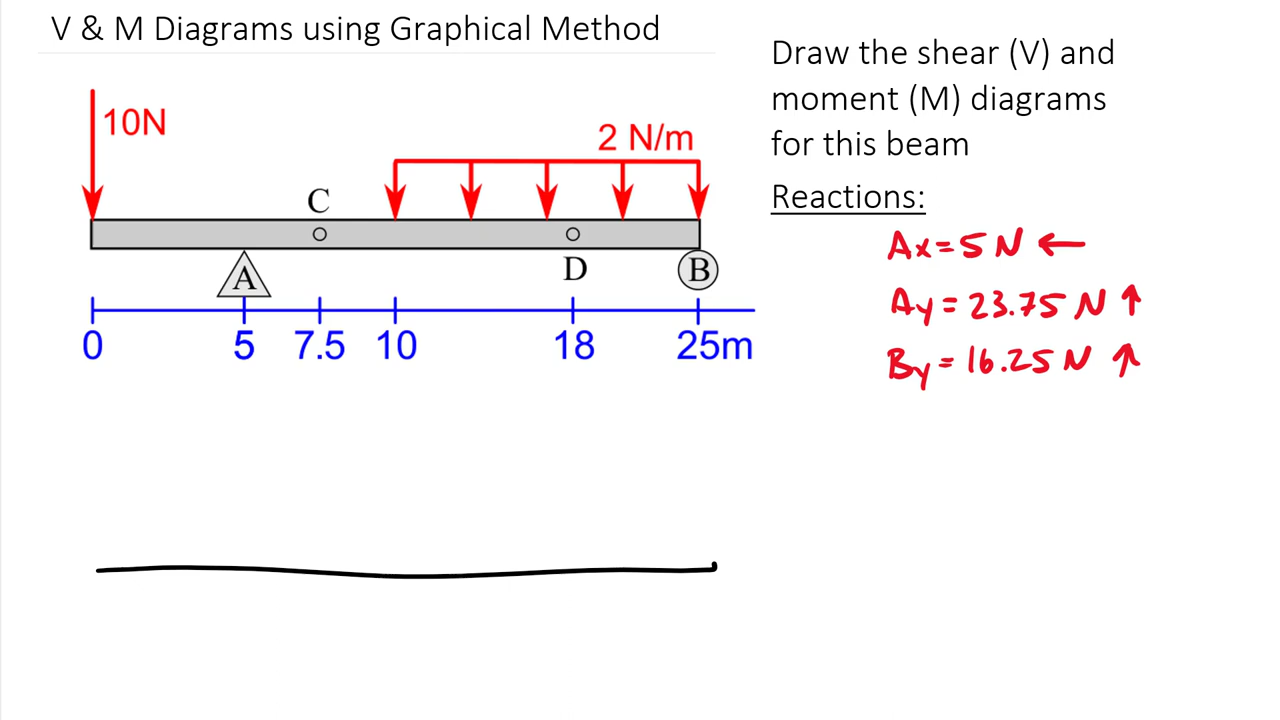 V & M Diagrams using Graphical Method
Draw the shear (V) and
moment (M) diagrams
for this beam
Reactions:
Ax = 5 N ←
Ay = 23.75 N ↑
By = 16.25 N ↑
10N
2 N/m
C
D
A
B
0 5 7.5 10 18 25m